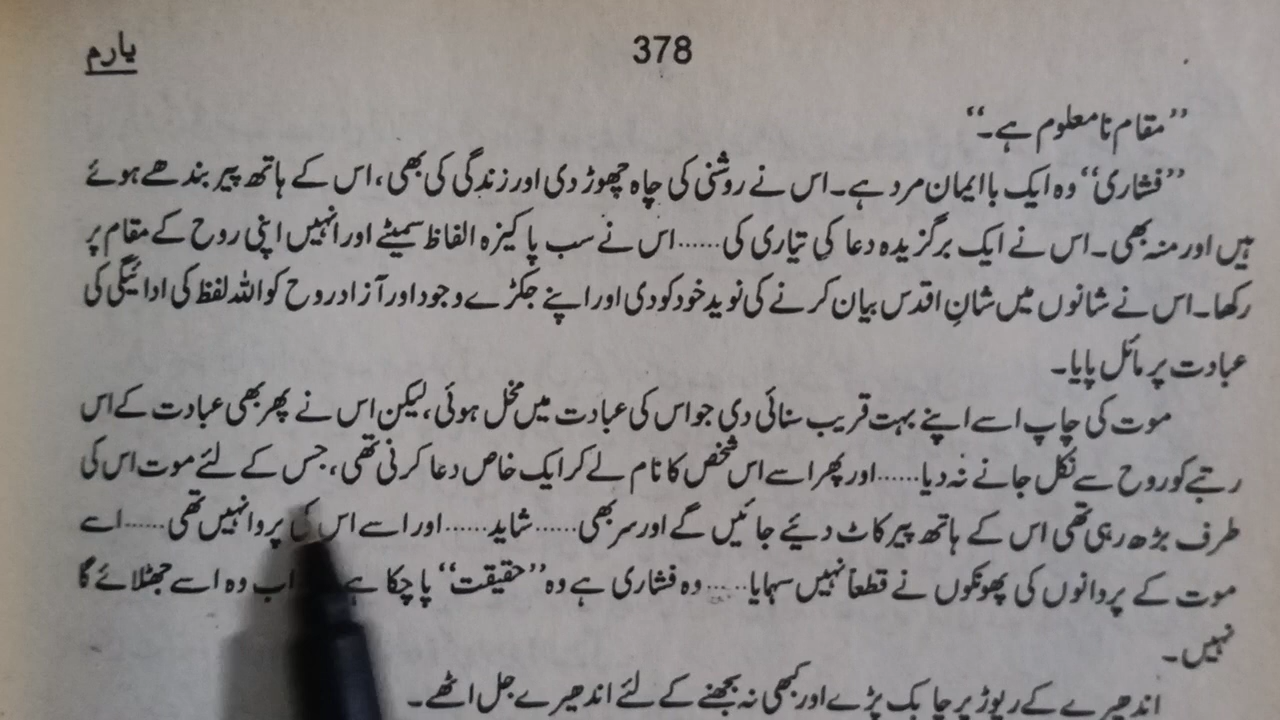 یارم 378
’’مقام نامعلوم ہے۔‘‘
’’فشاری‘‘ وہ ایک باایمان مرد ہے۔ اس نے روشنی کی چاہ چھوڑ دی اور زندگی کی بھی، اس کے ہاتھ پیر بندھے ہوئے
ہیں اور منہ بھی۔ اس نے ایک برگزیدہ دعا کی تیاری کی...... اس نے سب پاکیزہ الفاظ سمیٹے اور انہیں اپنی روح کے مقام پر
رکھا۔ اس نے شانوں میں شانِ اقدس بیان کرنے کی نوید خود کو دی اور اپنے جکڑے وجود اور آزاد روح کو اللہ لفظ کی ادائیگی کی
عبادت پر مائل پایا۔
موت کی چاپ اسے اپنے بہت قریب سنائی دی جو اس کی عبادت میں مخل ہوئی، لیکن اس نے پھر بھی عبادت کے اس
رتبے کو روح سے نکل جانے نہ دیا...... اور پھر اسے اس شخص کا نام لے کر ایک خاص دعا کرنی تھی، جس کے لئے موت اس کی
طرف بڑھ رہی تھی اس کے ہاتھ پیر کاٹ دیئے جائیں گے اور سر بھی...... شاید...... اور اسے اس کی پروا نہیں تھی...... اسے
موت کے پروانوں کی پھونکوں نے قطعاً نہیں سہمایا...... وہ فشاری ہے وہ ’’حقیقت‘‘ پا چکا ہے اب وہ اسے جھٹلائے گا
نہیں۔
اندھیرے کے ریوڑ پر چابک پڑے اور کبھی نہ بجھنے کے لئے اندھیرے جل اٹھے۔